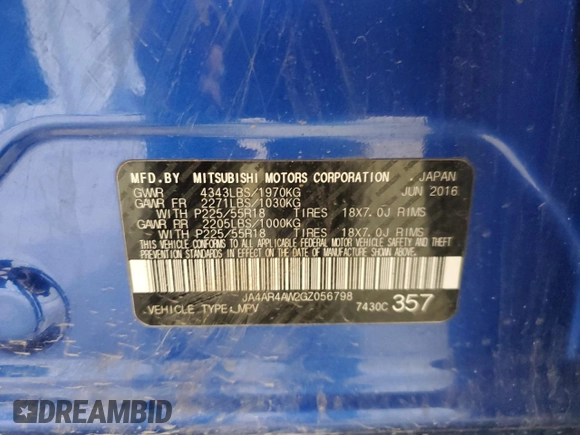 MFD.BY MITSUBISHI MOTORS CORPORATION . JAPAN
GWR 4343LBS/1970KG JUN 2016
GAWR FR 2271LBS/1030KG
WITH P225/55R18 TIRES 18X7.0J RIMS
GAWR RR 2205LBS/1000KG
WITH P225/55R18 TIRES 18X7.0J RIMS
THIS VEHICLE CONFORMS TO ALL APPLICABLE FEDERAL MOTOR VEHICLE SAFETY AND THEFT
PREVENTION STANDARDS IN EFFECT ON THE DATE OF MANUFACTURE SHOWN ABOVE.
JA4AR4AW2GZ056798
.VEHICLE TYPE:MPV 7430C 357
DREAMBID